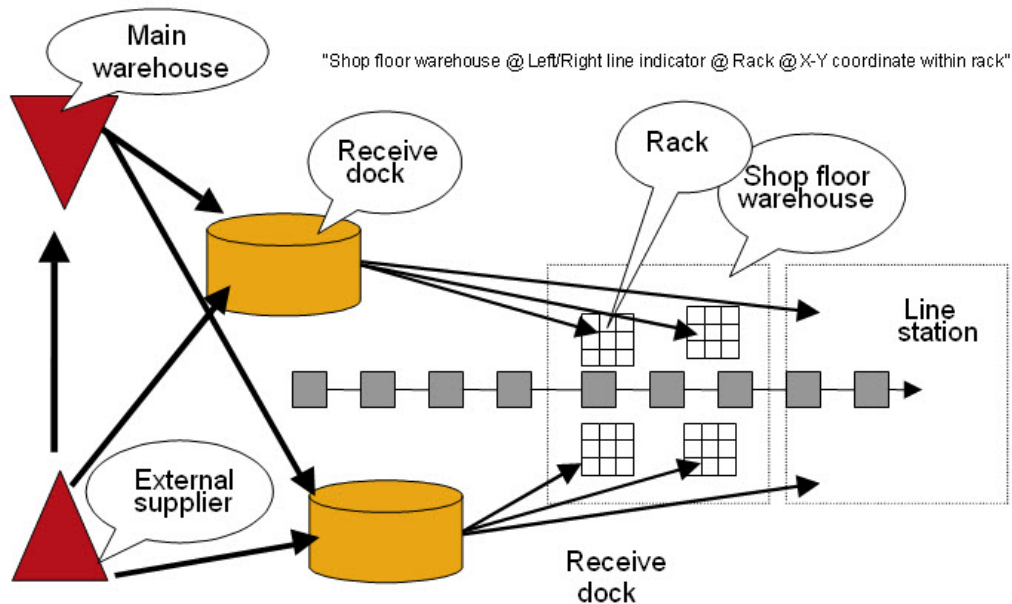 Main
warehouse
"Shop floor warehouse @ Left/Right line indicator @ Rack @ X-Y coordinate within rack"
Receive
dock
Rack
Shop floor
warehouse
Line
station
External
supplier
Receive
dock